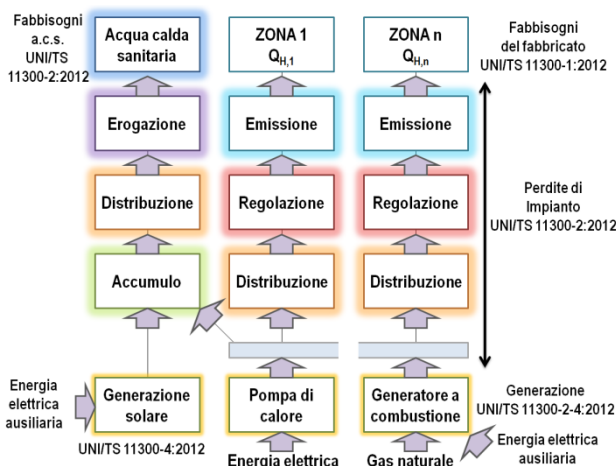 Fabbisogni
a.c.s.
UNI/TS
11300-2:2012
Acqua calda
sanitaria
ZONA 1
QH,1
ZONA n
QH,n
Fabbisogni
del fabbricato
UNI/TS 11300-1:2012
Erogazione
Emissione
Emissione
Distribuzione
Regolazione
Regolazione
Perdite di
Impianto
UNI/TS 11300-2:2012
Accumulo
Distribuzione
Distribuzione
Energia
elettrica
ausiliaria
Generazione
solare
Pompa di
calore
Generatore a
combustione
Generazione
UNI/TS 11300-2-4:2012
UNI/TS 11300-4:2012
Energia elettrica
Gas naturale
Energia elettrica
ausiliaria